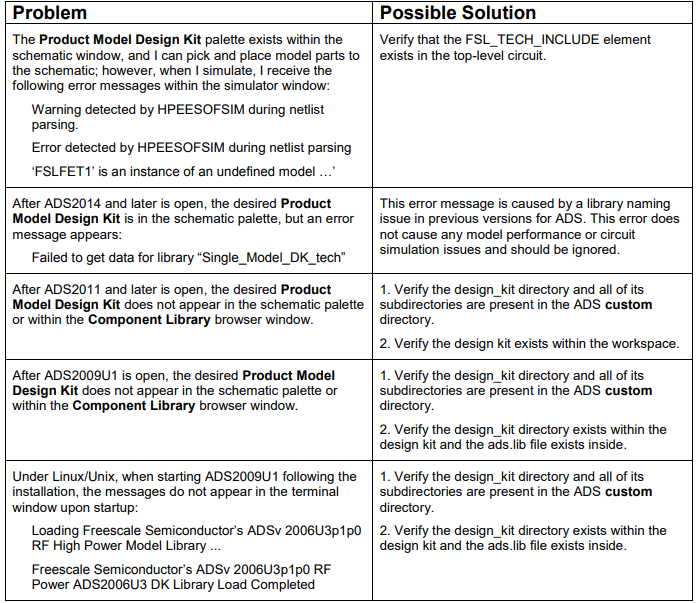 Problem
Possible Solution
The Product Model Design Kit palette exists within the
schematic window, and I can pick and place model parts to
the schematic; however, when I simulate, I receive the
following error messages within the simulator window:
Warning detected by HPEESOFSIM during netlist
parsing.
Error detected by HPEESOFSIM during netlist parsing
‘FSLFET1’ is an instance of an undefined model …’
Verify that the FSL_TECH_INCLUDE element
exists in the top-level circuit.
After ADS2014 and later is open, the desired Product
Model Design Kit is in the schematic palette, but an error
message appears:
Failed to get data for library “Single_Model_DK_tech”
This error message is caused by a library naming
issue in previous versions for ADS. This error does
not cause any model performance or circuit
simulation issues and should be ignored.
After ADS2011 and later is open, the desired Product
Model Design Kit does not appear in the schematic palette
or within the Component Library browser window.
1. Verify the design_kit directory and all of its
subdirectories are present in the ADS custom
directory.
2. Verify the design kit exists within the workspace.
After ADS2009U1 is open, the desired Product Model
Design Kit does not appear in the schematic palette or
within the Component Library browser window.
1. Verify the design_kit directory and all of its
subdirectories are present in the ADS custom
directory.
2. Verify the design_kit directory exists within the
design kit and the ads.lib file exists inside.
Under Linux/Unix, when starting ADS2009U1 following the
installation, the messages do not appear in the terminal
window upon startup:
Loading Freescale Semiconductor’s ADSv 2006U3p1p0
RF High Power Model Library ...
Freescale Semiconductor’s ADSv 2006U3p1p0 RF
Power ADS2006U3 DK Library Load Completed
1. Verify the design_kit directory and all of its
subdirectories are present in the ADS custom
directory.
2. Verify the design_kit directory exists within the
design kit and the ads.lib file exists inside.